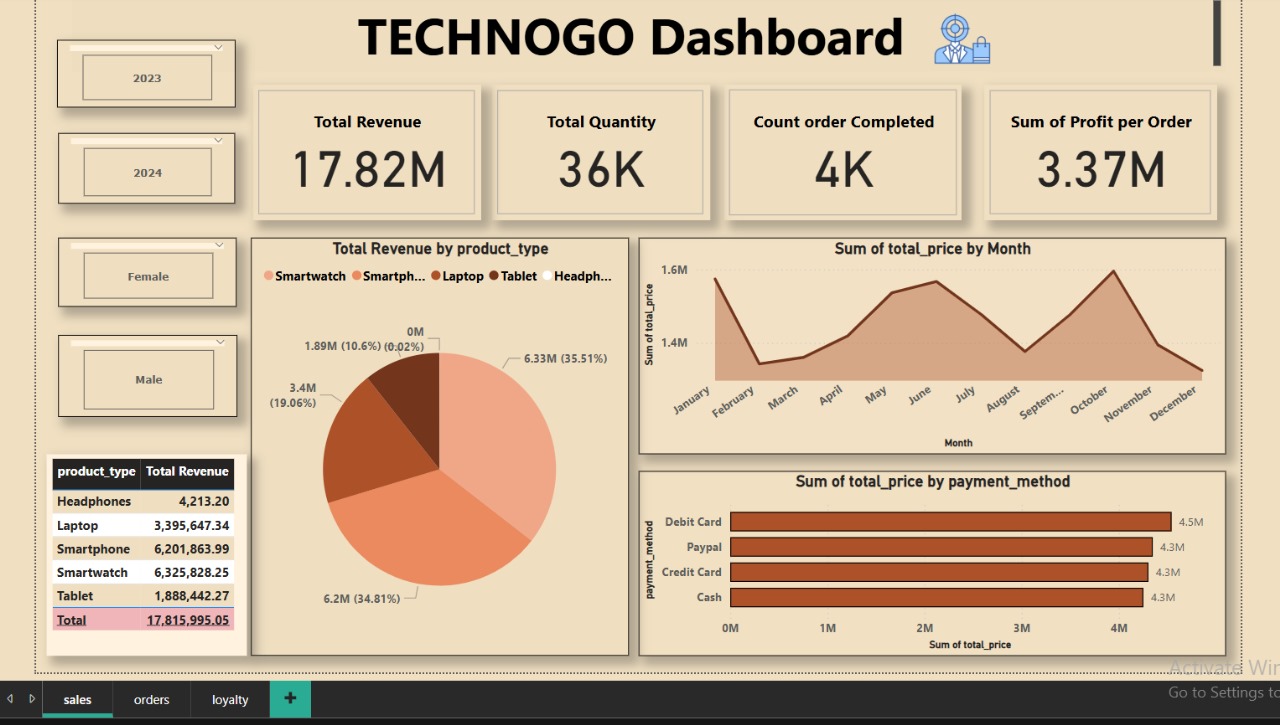 TECHNOGO Dashboard
2023
2024
Female
Male
Total Revenue
17.82M
Total Quantity
36K
Count order Completed
4K
Sum of Profit per Order
3.37M
Total Revenue by product_type
Smartwatch Smartph... Laptop Tablet Headph...
0M
(0.02%)
1.89M (10.6%)
6.33M (35.51%)
3.4M
(19.06%)
6.2M (34.81%)
Sum of total_price by Month
Sum of total_price
1.6M
1.4M
January February March April May June July August Septem... October November December
Month
product_type Total Revenue
Headphones 4,213.20
Laptop 3,395,647.34
Smartphone 6,201,863.99
Smartwatch 6,325,828.25
Tablet 1,888,442.27
Total 17,815,995.05
Sum of total_price by payment_method
payment_method
Debit Card 4.5M
Paypal 4.3M
Credit Card 4.3M
Cash 4.3M
0M 1M 2M 3M 4M
Sum of total_price
Activate Win
Go to Settings to
sales orders loyalty +